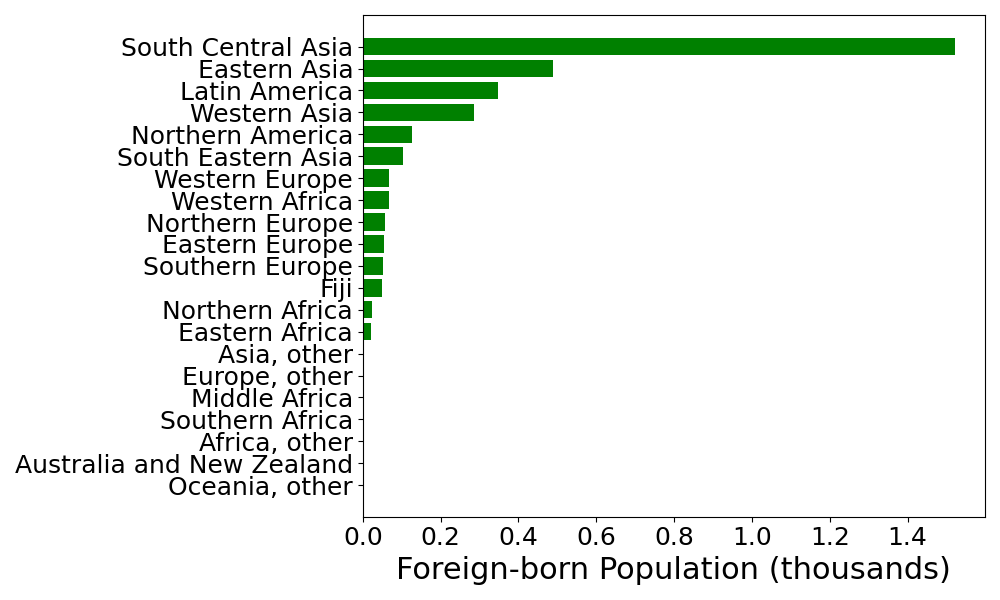 South Central Asia
Eastern Asia
Latin America
Western Asia
Northern America
South Eastern Asia
Western Europe
Western Africa
Northern Europe
Eastern Europe
Southern Europe
Fiji
Northern Africa
Eastern Africa
Asia, other
Europe, other
Middle Africa
Southern Africa
Africa, other
Australia and New Zealand
Oceania, other
0.0 0.2 0.4 0.6 0.8 1.0 1.2 1.4
Foreign-born Population (thousands)